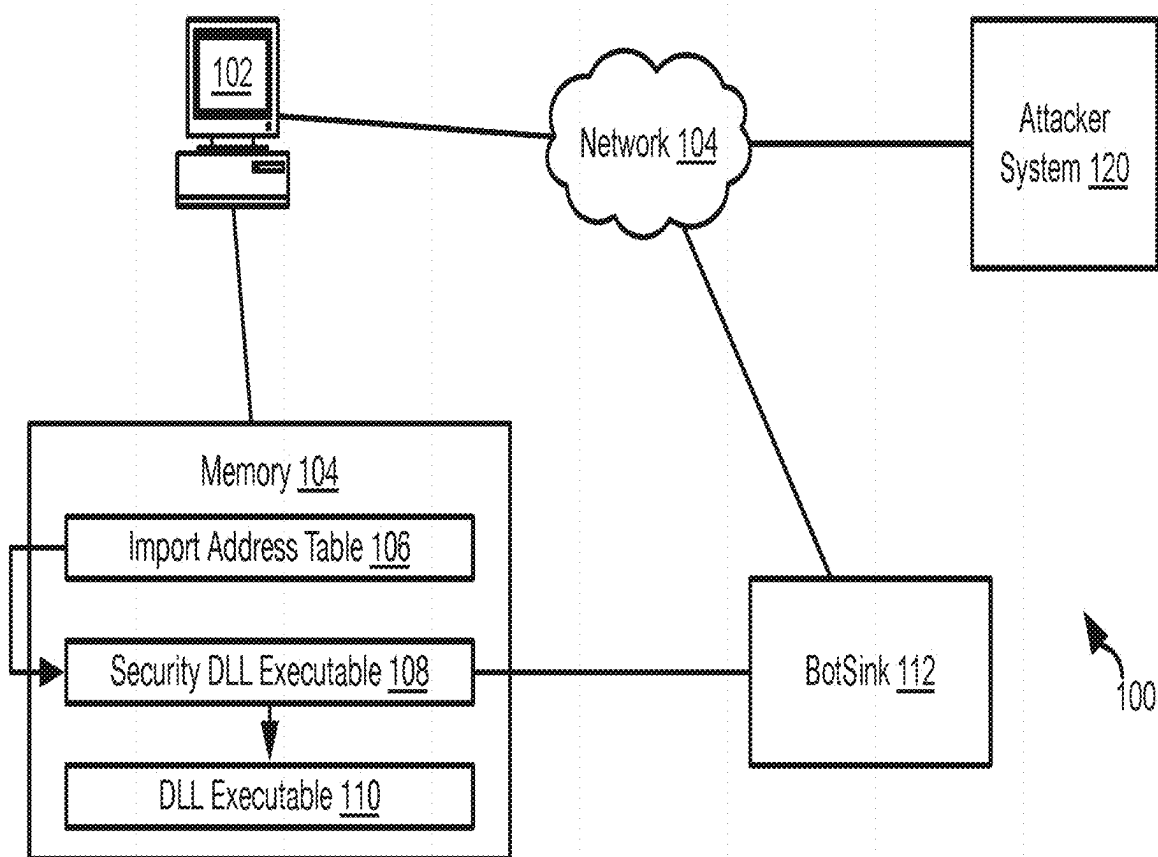 102
Network 104
Attacker
System 120
Memory 104
Import Address Table 106
Security DLL Executable 108
DLL Executable 110
BotSink 112
100